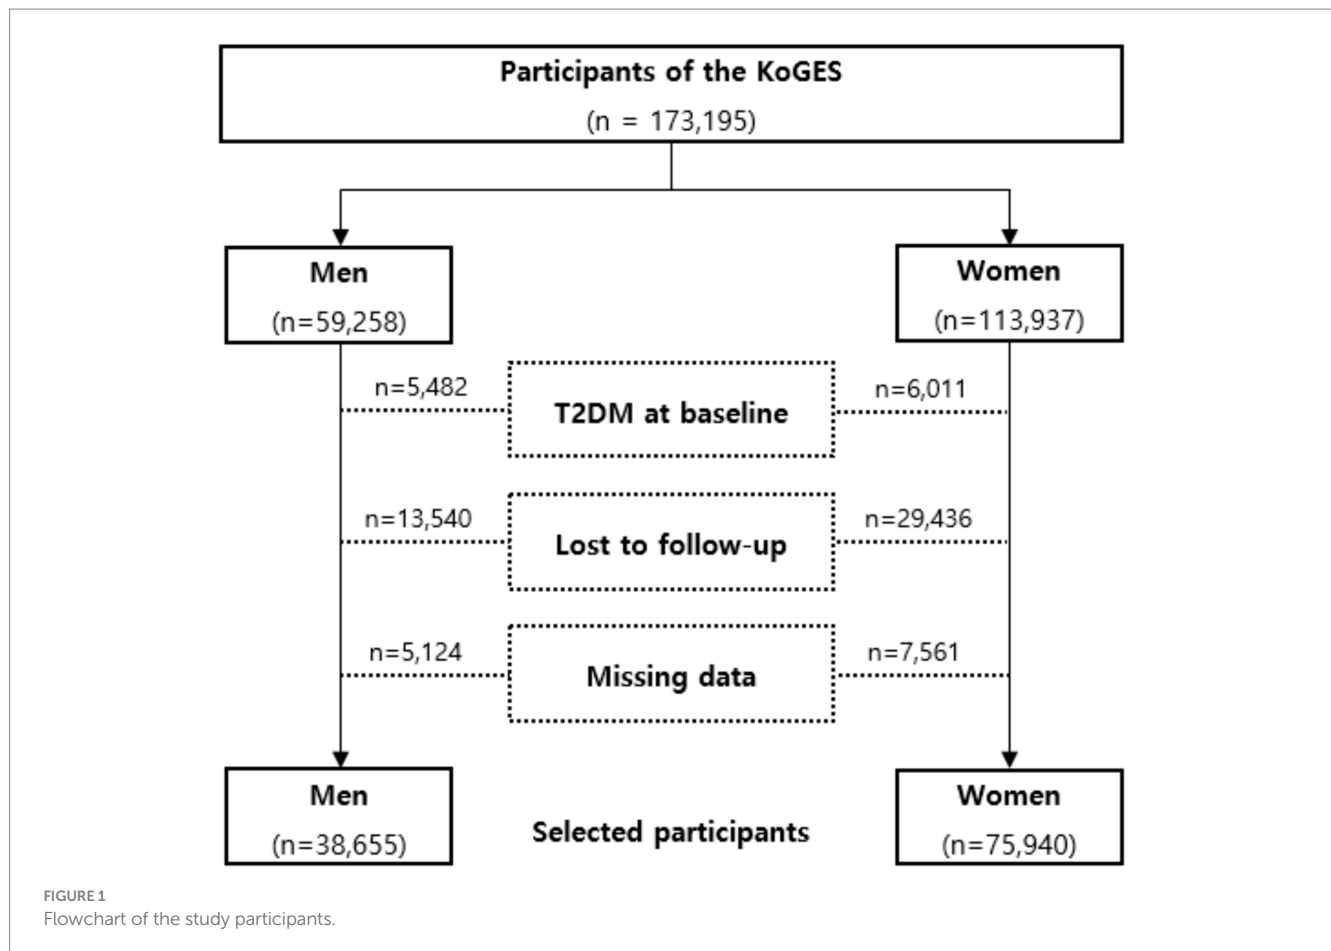 Participants of the KoGES
(n = 173,195)
Men
(n=59,258)
Women
(n=113,937)
n=5,482
T2DM at baseline
n=6,011
n=13,540
Lost to follow-up
n=29,436
n=5,124
Missing data
n=7,561
Men
(n=38,655)
Selected participants
Women
(n=75,940)
FIGURE 1
Flowchart of the study participants.